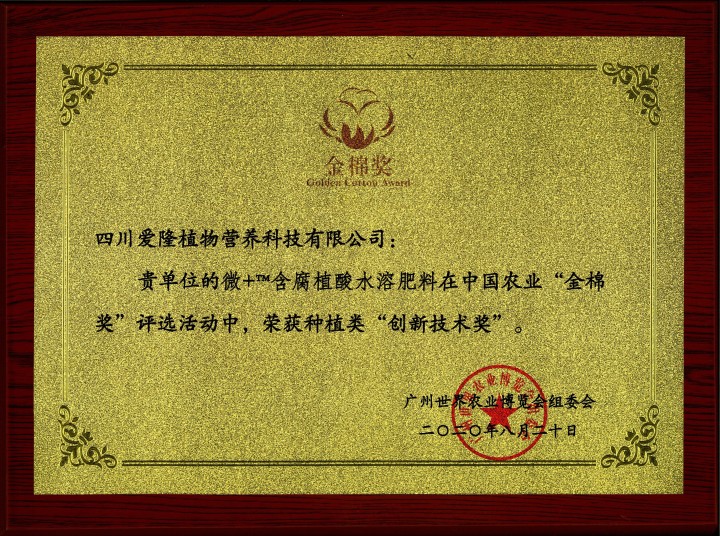 金棉奖
Golden Cotton Award
四川爱隆植物营养科技有限公司：
贵单位的微+™含腐植酸水溶肥料在中国农业“金棉
奖”评选活动中，荣获种植类“创新技术奖”。
广州世界农业博览会组委会
二〇二〇年八月二十日